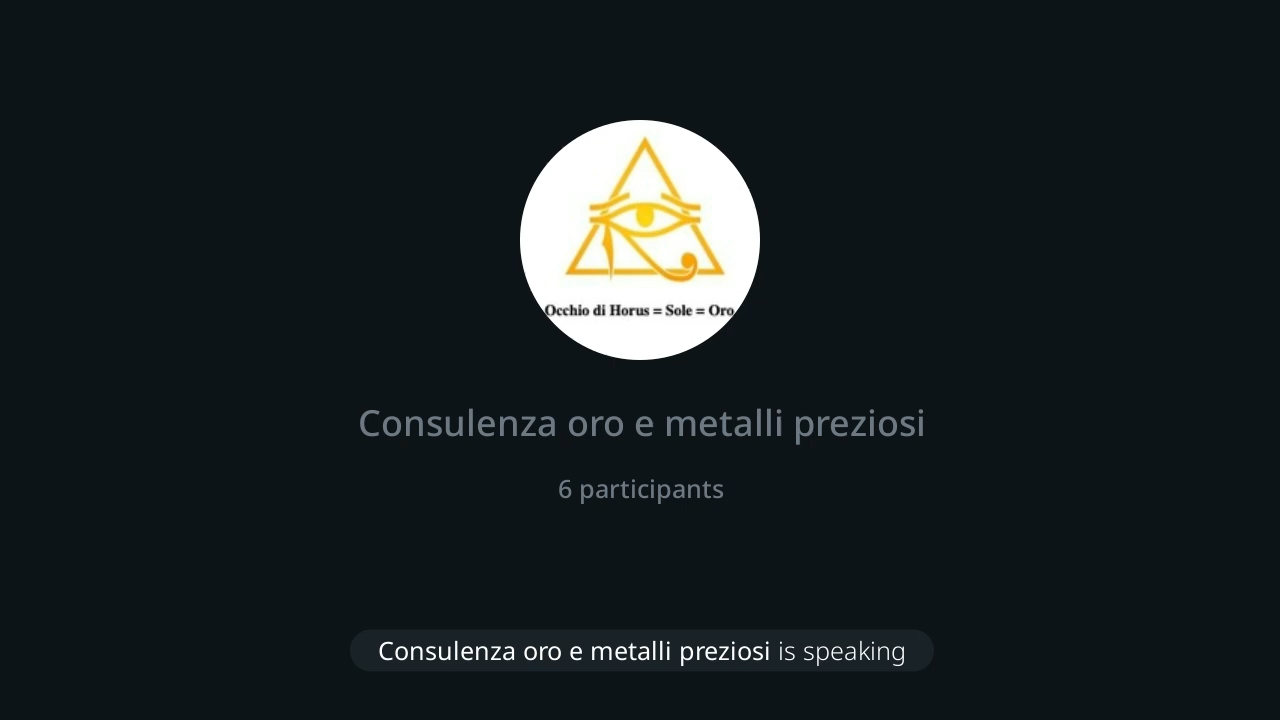 Occhio di Horus = Sole = Oro
Consulenza oro e metalli preziosi
6 participants
Consulenza oro e metalli preziosi is speaking